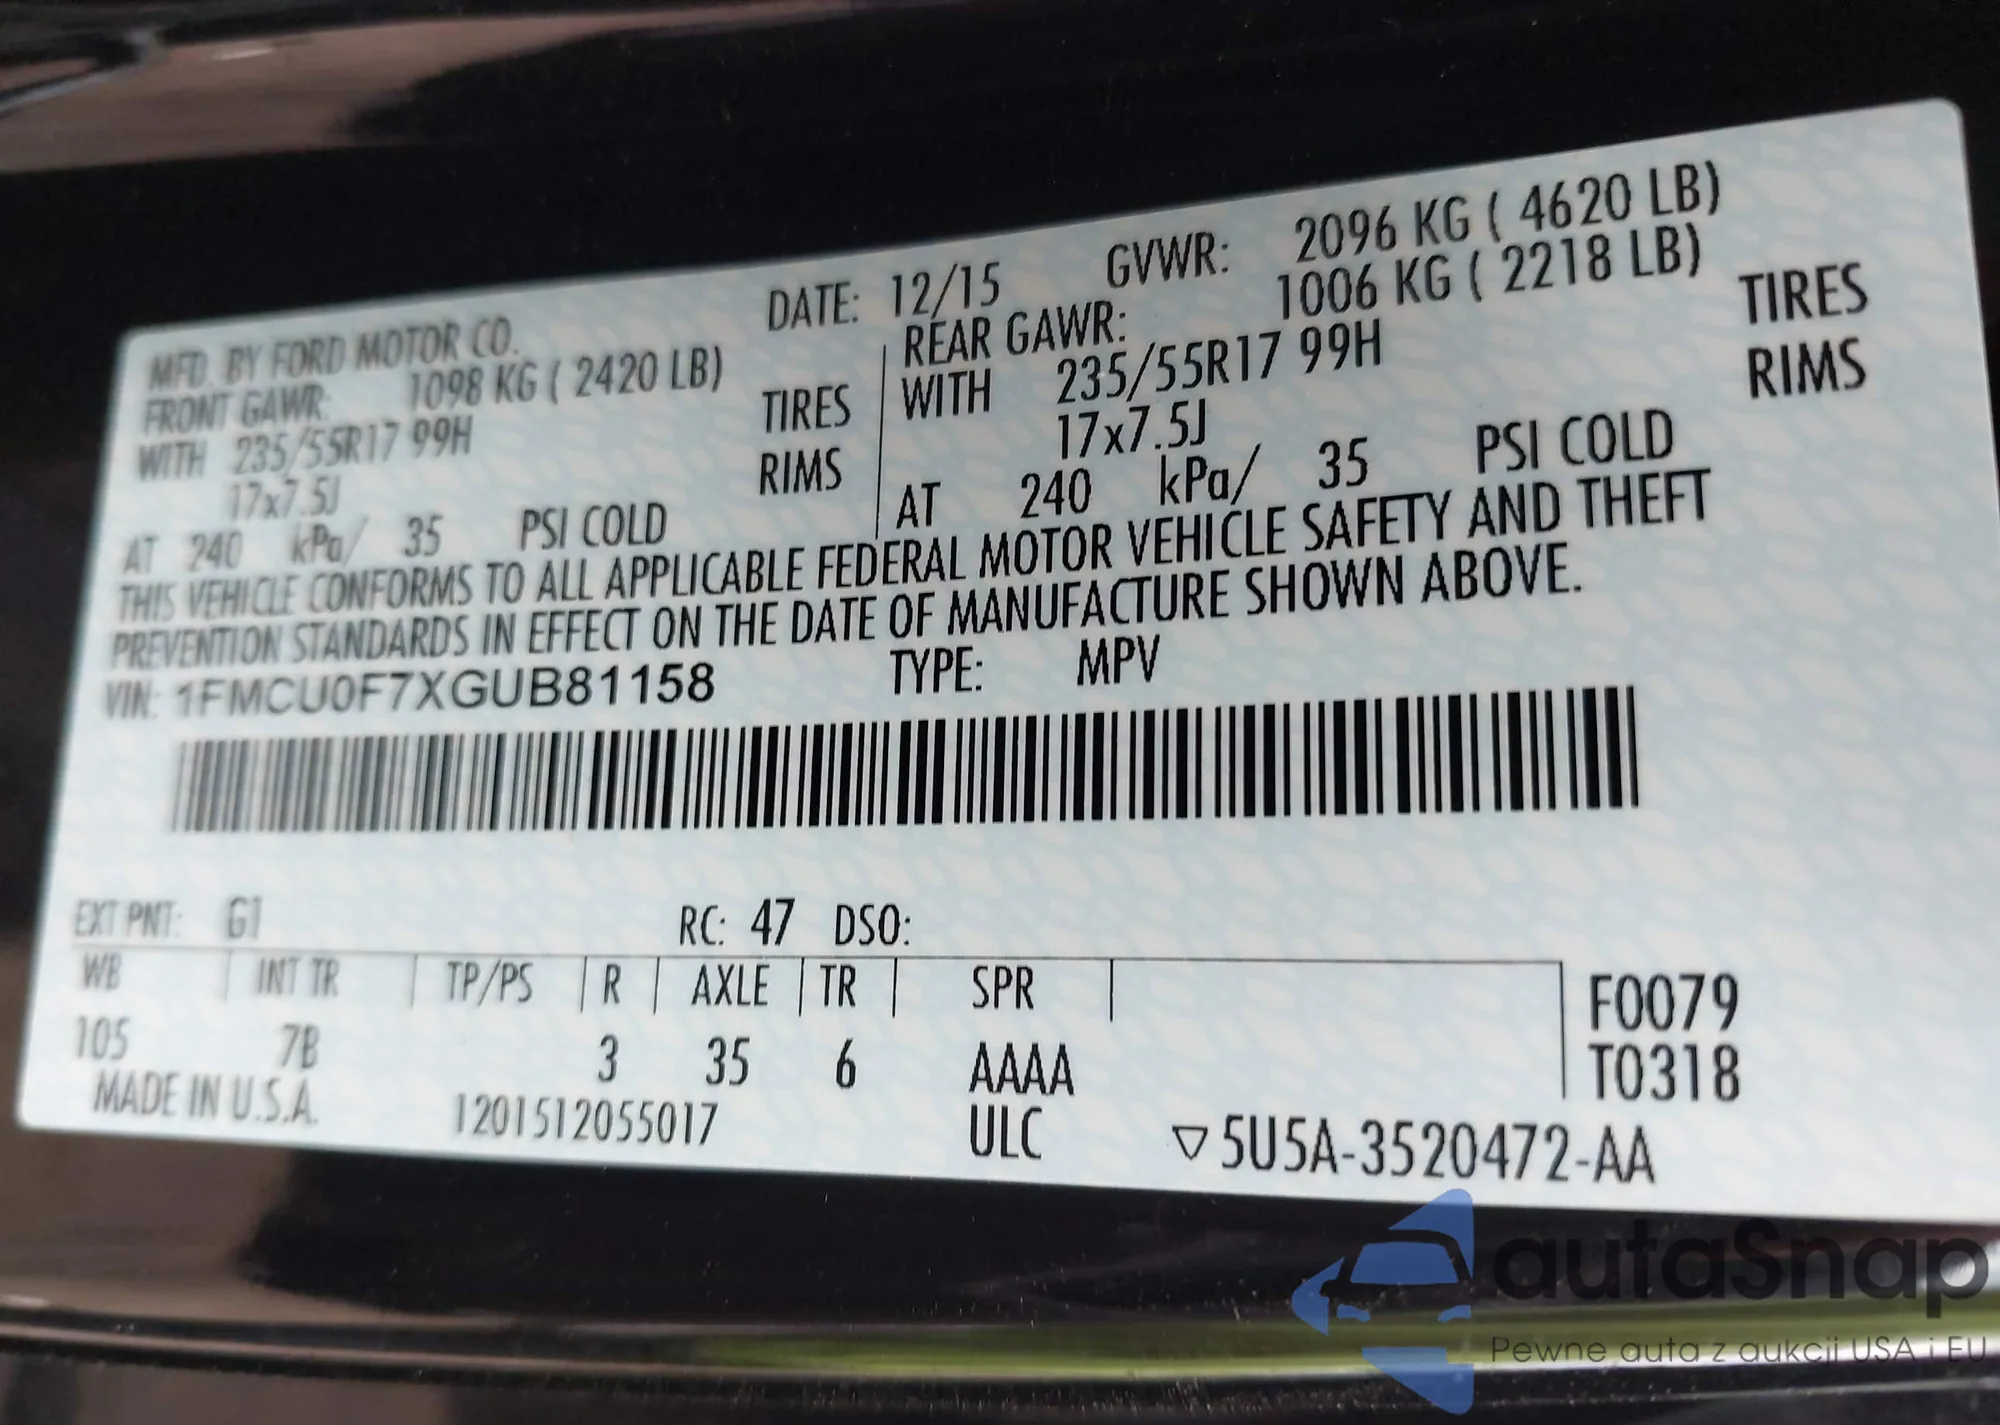 MFD. BY FORD MOTOR CO. DATE: 12/15 GVWR: 2096 KG ( 4620 LB)
FRONT GAWR: 1098 KG ( 2420 LB) REAR GAWR: 1006 KG ( 2218 LB)
WITH 235/55R17 99H TIRES WITH 235/55R17 99H TIRES
17x7.5J RIMS 17x7.5J RIMS
AT 240 kPa/ 35 PSI COLD AT 240 kPa/ 35 PSI COLD
THIS VEHICLE CONFORMS TO ALL APPLICABLE FEDERAL MOTOR VEHICLE SAFETY AND THEFT
PREVENTION STANDARDS IN EFFECT ON THE DATE OF MANUFACTURE SHOWN ABOVE.
VIN: 1FMCU0F7XGUB81158 TYPE: MPV
EXT PNT: G1 RC: 47 DSO:
WB INT TR TP/PS R AXLE TR SPR F0079
105 7B 3 35 6 AAAA T0318
MADE IN U.S.A. 1201512055017 ULC ▽5U5A-3520472-AA
autaSnap
Pewne auta z aukcji USA i EU